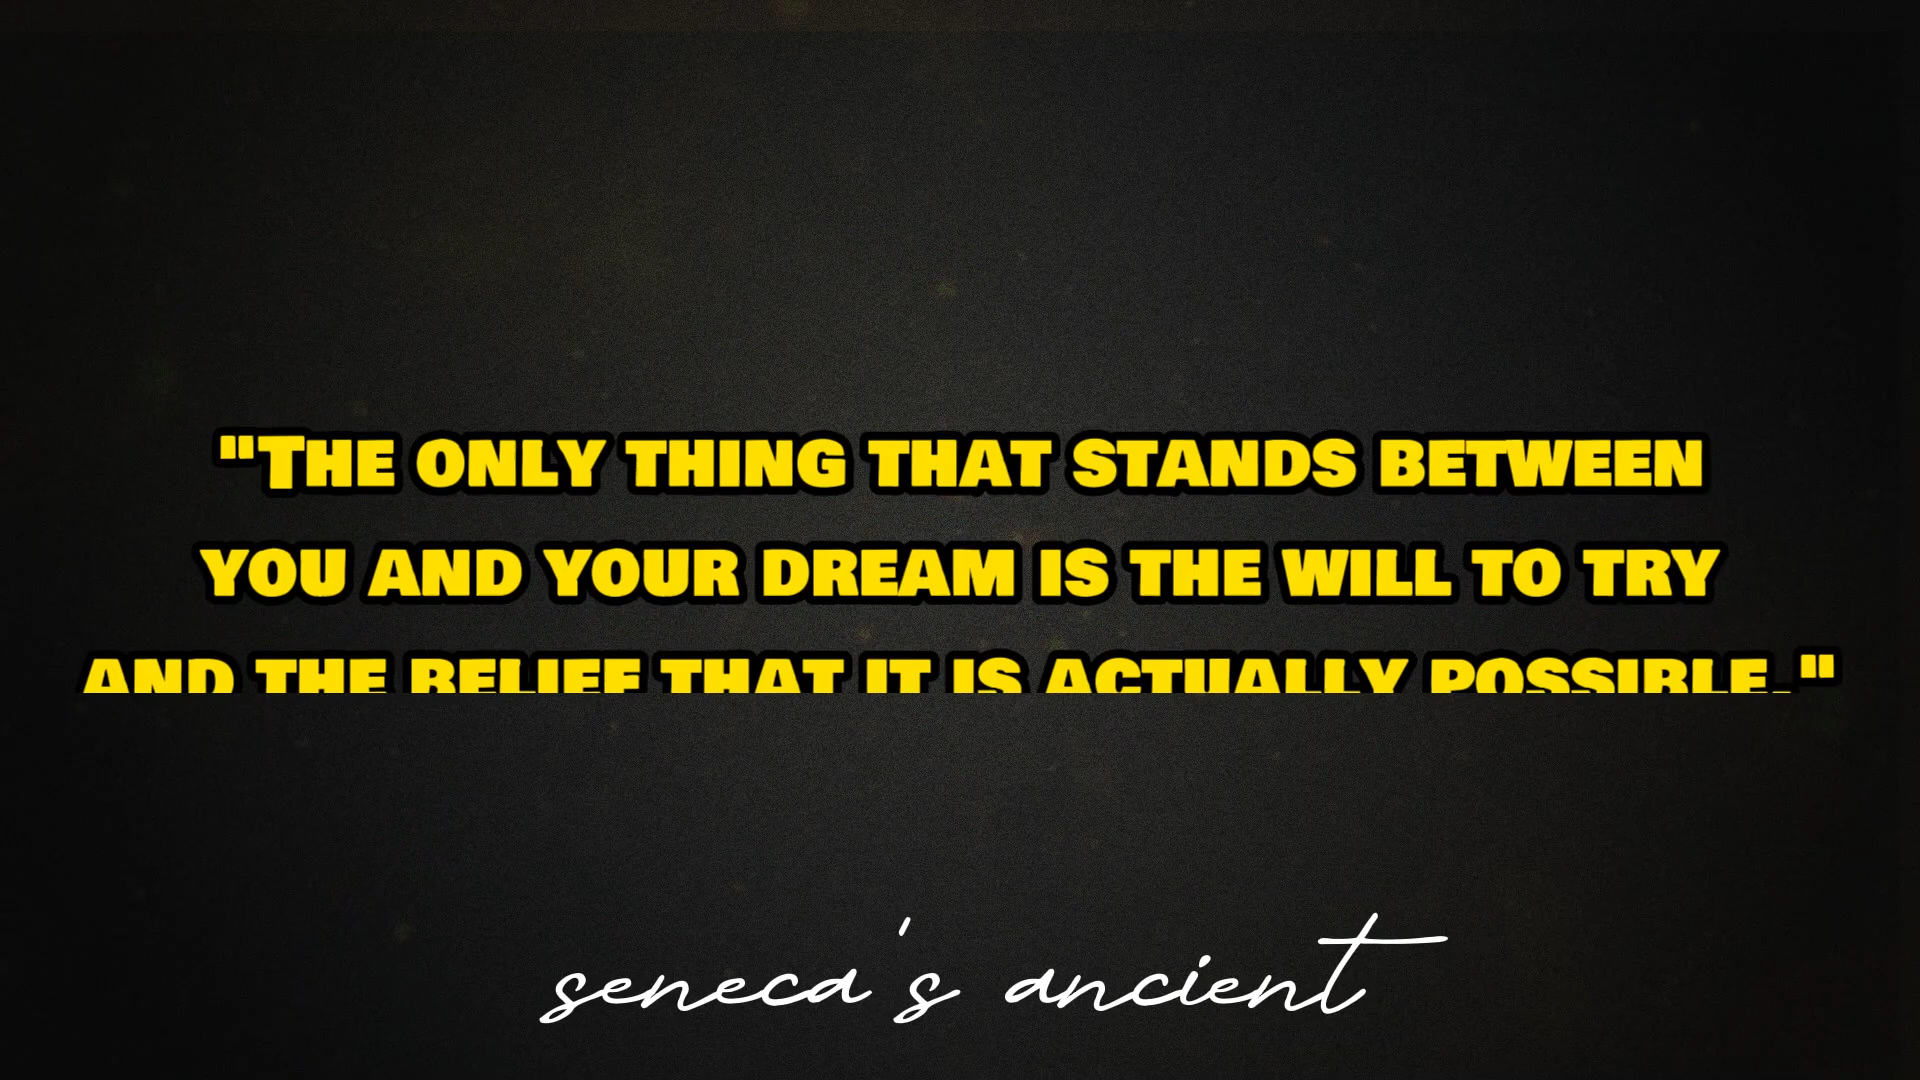 "The only thing that stands between
you and your dream is the will to try
and the belief that it is actually possible."
seneca's ancient